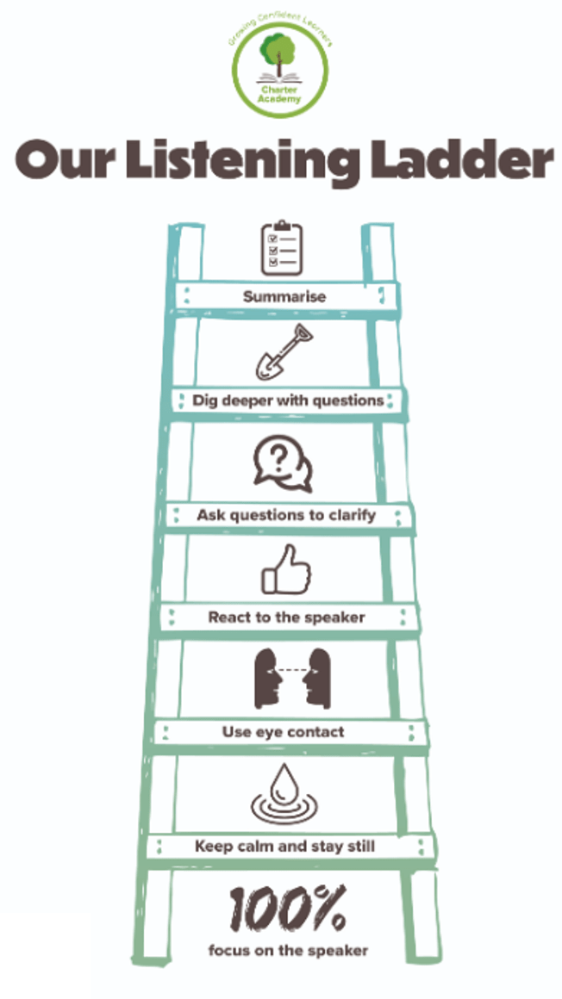 Growing Confident Learners
Charter
Academy
Our Listening Ladder
Summarise
Dig deeper with questions
?
Ask questions to clarify
React to the speaker
Use eye contact
Keep calm and stay still
100%
focus on the speaker